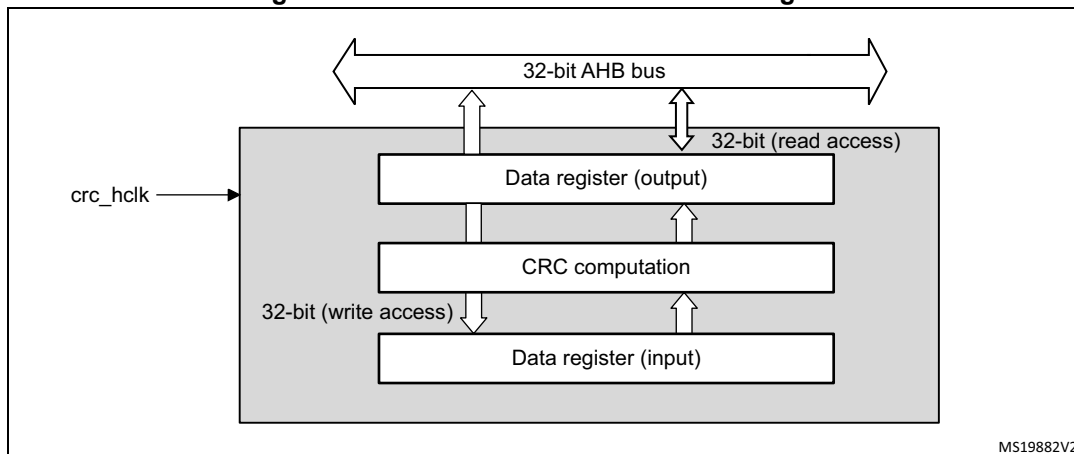 32-bit AHB bus
32-bit (read access)
Data register (output)
crc_hclk
CRC computation
32-bit (write access)
Data register (input)
MS19882V2